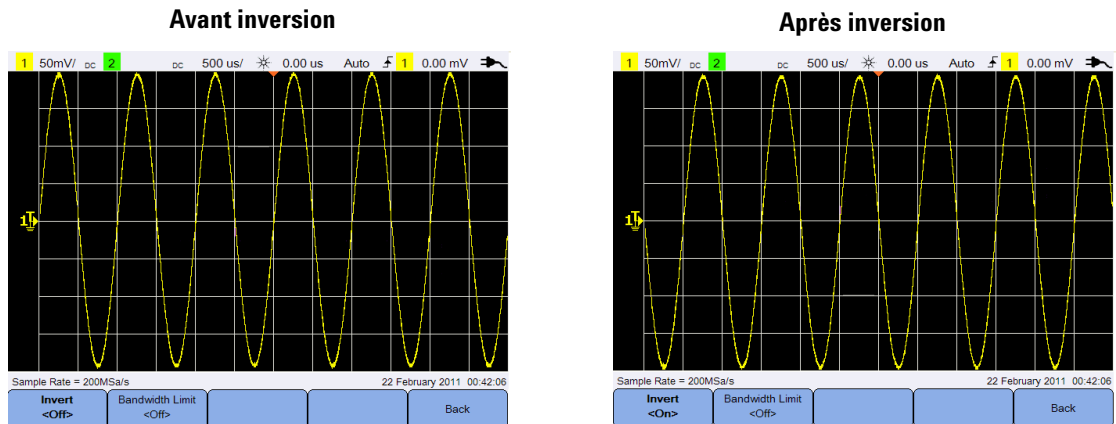 Avant inversion
1 50mV/ DC 2 DC 500 us/ 0.00 us Auto 1 0.00 mV
1
Sample Rate = 200MSa/s 22 February 2011 00:42:06
Invert <Off>
Bandwidth Limit <Off>
Back
Après inversion
1 50mV/ DC 2 DC 500 us/ 0.00 us Auto 1 0.00 mV
1
Sample Rate = 200MSa/s 22 February 2011 00:42:06
Invert <On>
Bandwidth Limit <Off>
Back